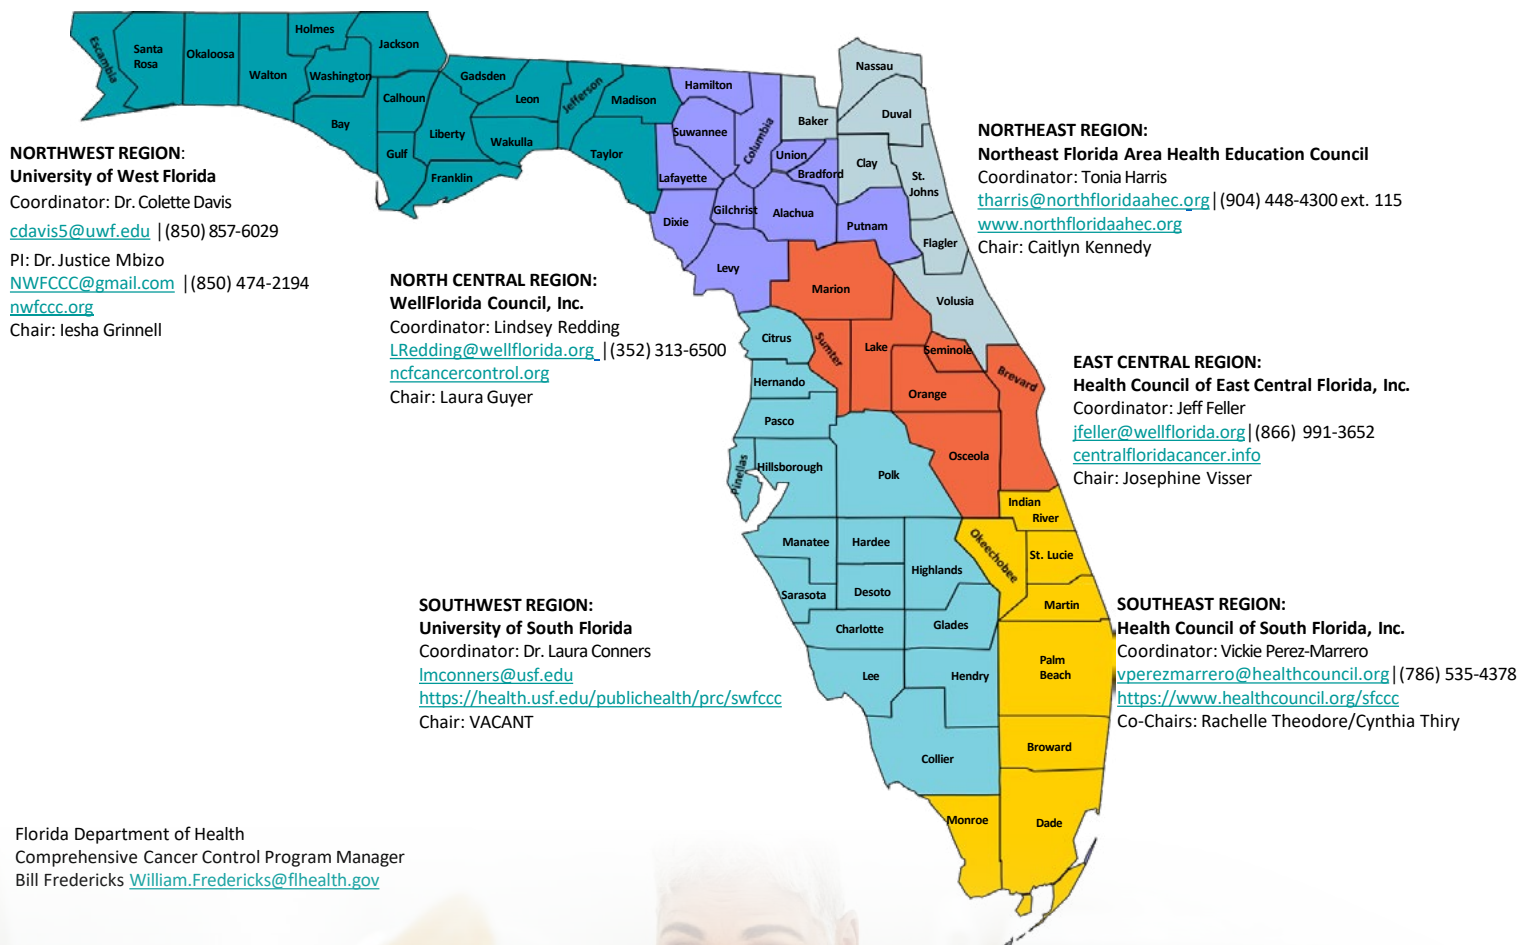 NORTHWEST REGION:
University of West Florida
Coordinator: Dr. Colette Davis
cdavis5@uwf.edu |(850) 857-6029
PI: Dr. Justice Mbizo
NWFCCC@gmail.com |(850) 474-2194
nwfccc.org
Chair: Iesha Grinnell
NORTH CENTRAL REGION:
WellFlorida Council, Inc.
Coordinator: Lindsey Redding
LRedding@wellflorida.org |(352) 313-6500
ncfcancercontrol.org
Chair: Laura Guyer
NORTHEAST REGION:
Northeast Florida Area Health Education Council
Coordinator: Tonia Harris
tharris@northfloridaahec.org|(904) 448-4300 ext. 115
www.northfloridaahec.org
Chair: Caitlyn Kennedy
EAST CENTRAL REGION:
Health Council of East Central Florida, Inc.
Coordinator: Jeff Feller
jfeller@wellflorida.org|(866) 991-3652
centralfloridacancer.info
Chair: Josephine Visser
SOUTHWEST REGION:
University of South Florida
Coordinator: Dr. Laura Conners
lmconners@usf.edu
https://health.usf.edu/publichealth/prc/swfccc
Chair: VACANT
SOUTHEAST REGION:
Health Council of South Florida, Inc.
Coordinator: Vickie Perez-Marrero
vperezmarrero@healthcouncil.org|(786) 535-4378
https://www.healthcouncil.org/sfccc
Co-Chairs: Rachelle Theodore/Cynthia Thiry
Florida Department of Health
Comprehensive Cancer Control Program Manager
Bill Fredericks William.Fredericks@flhealth.gov
Escambia
Santa
Rosa
Okaloosa
Walton
Holmes
Washington
Jackson
Bay
Calhoun
Gulf
Liberty
Gadsden
Franklin
Leon
Wakulla
Jefferson
Madison
Taylor
Hamilton
Suwannee
Columbia
Lafayette
Dixie
Gilchrist
Union
Bradford
Alachua
Putnam
Levy
Nassau
Baker
Duval
Clay
St.
Johns
Flagler
Volusia
Marion
Sumter
Lake
Seminole
Orange
Brevard
Osceola
Citrus
Hernando
Pasco
Pinellas
Hillsborough
Polk
Manatee
Hardee
Highlands
Sarasota
Desoto
Charlotte
Glades
Lee
Hendry
Collier
Indian
River
Okeechobee
St. Lucie
Martin
Palm
Beach
Broward
Monroe
Dade